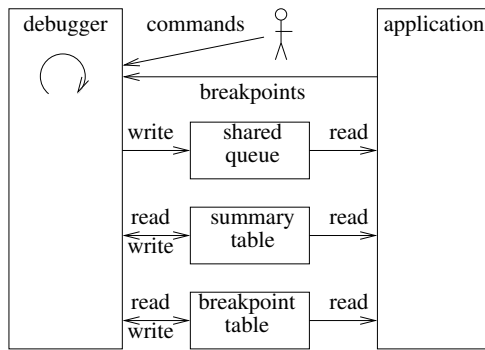 debugger
commands
application
breakpoints
write
shared
queue
read
read
write
summary
table
read
read
write
breakpoint
table
read